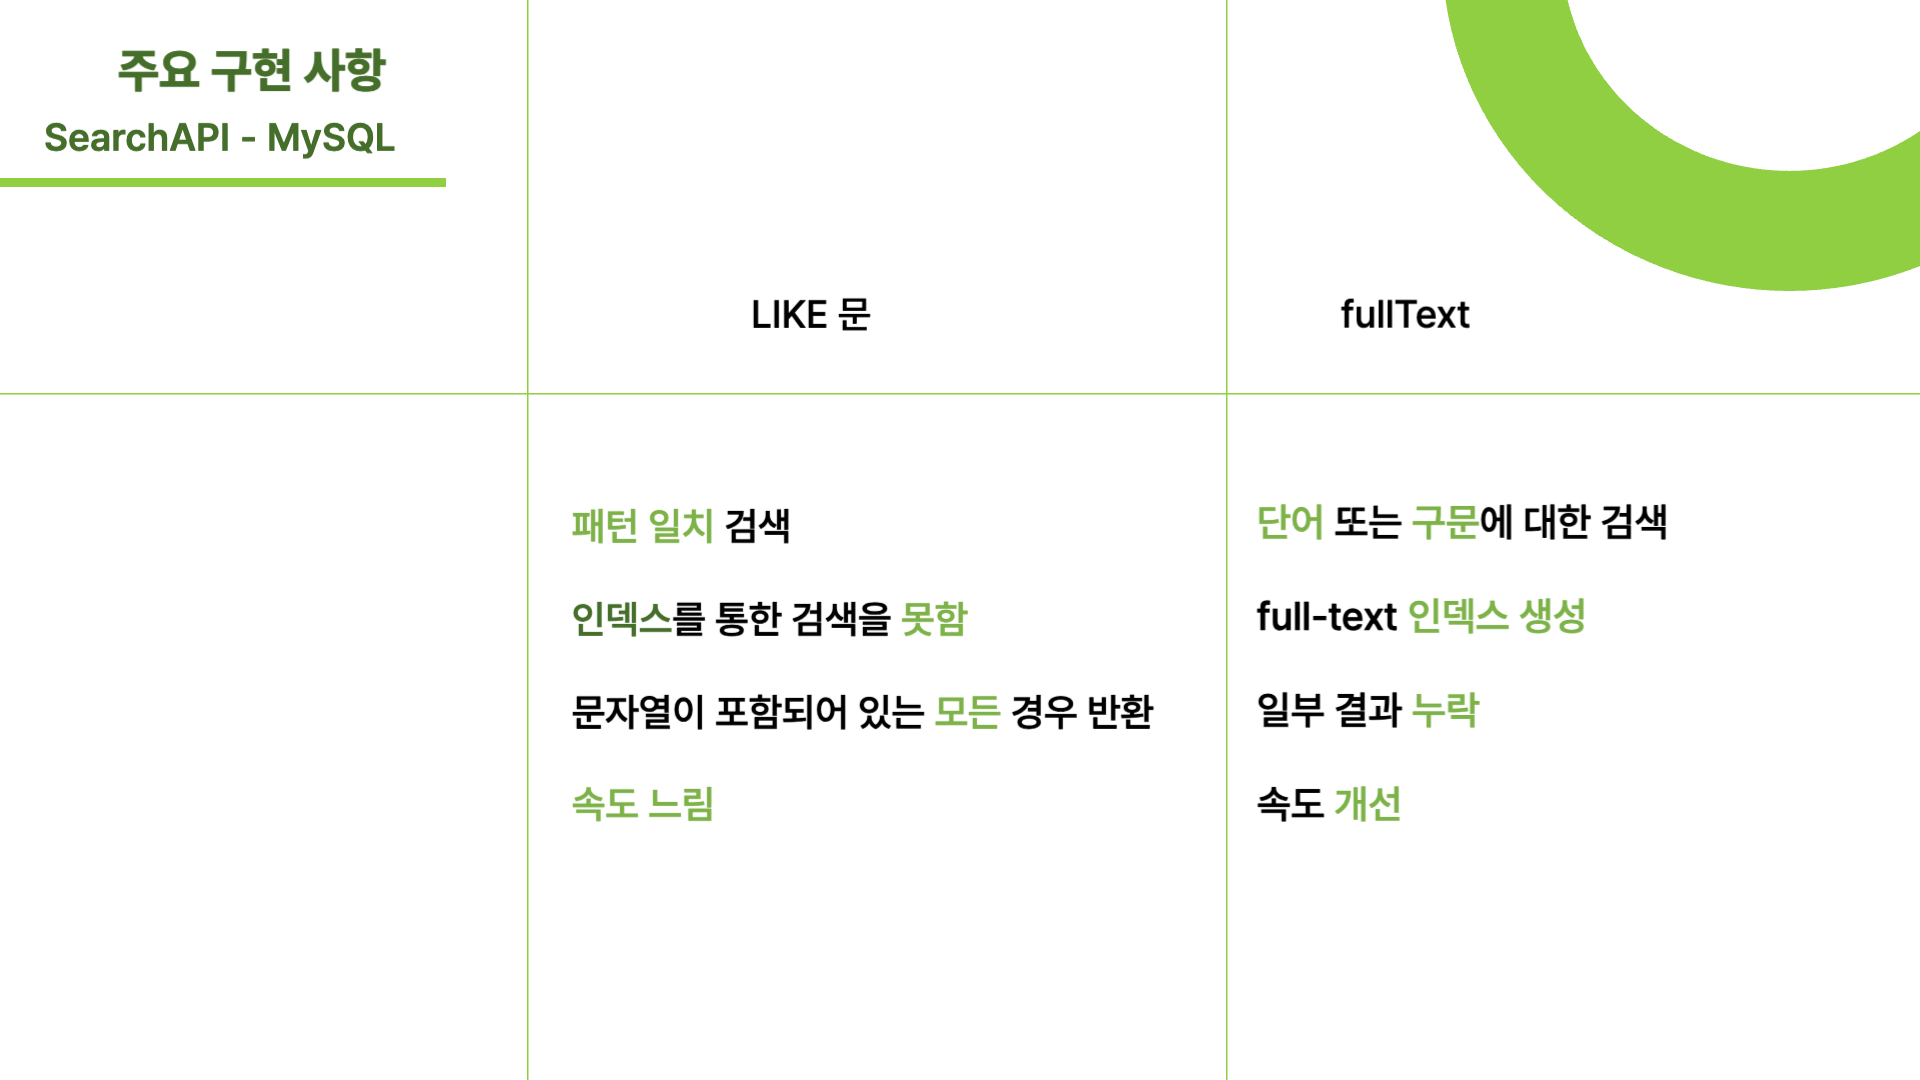 주요 구현 사항
SearchAPI - MySQL
LIKE 문
fullText
패턴 일치 검색
인덱스를 통한 검색을 못함
문자열이 포함되어 있는 모든 경우 반환
속도 느림
단어 또는 구문에 대한 검색
full-text 인덱스 생성
일부 결과 누락
속도 개선